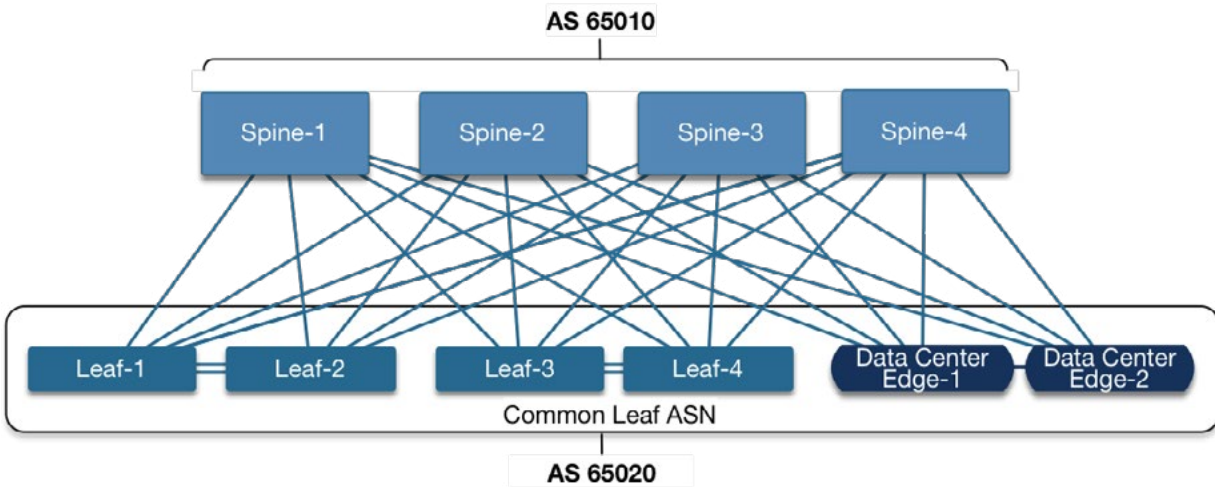 AS 65010
Spine-1
Spine-2
Spine-3
Spine-4
Leaf-1
Leaf-2
Leaf-3
Leaf-4
Data Center
Edge-1
Data Center
Edge-2
Common Leaf ASN
AS 65020